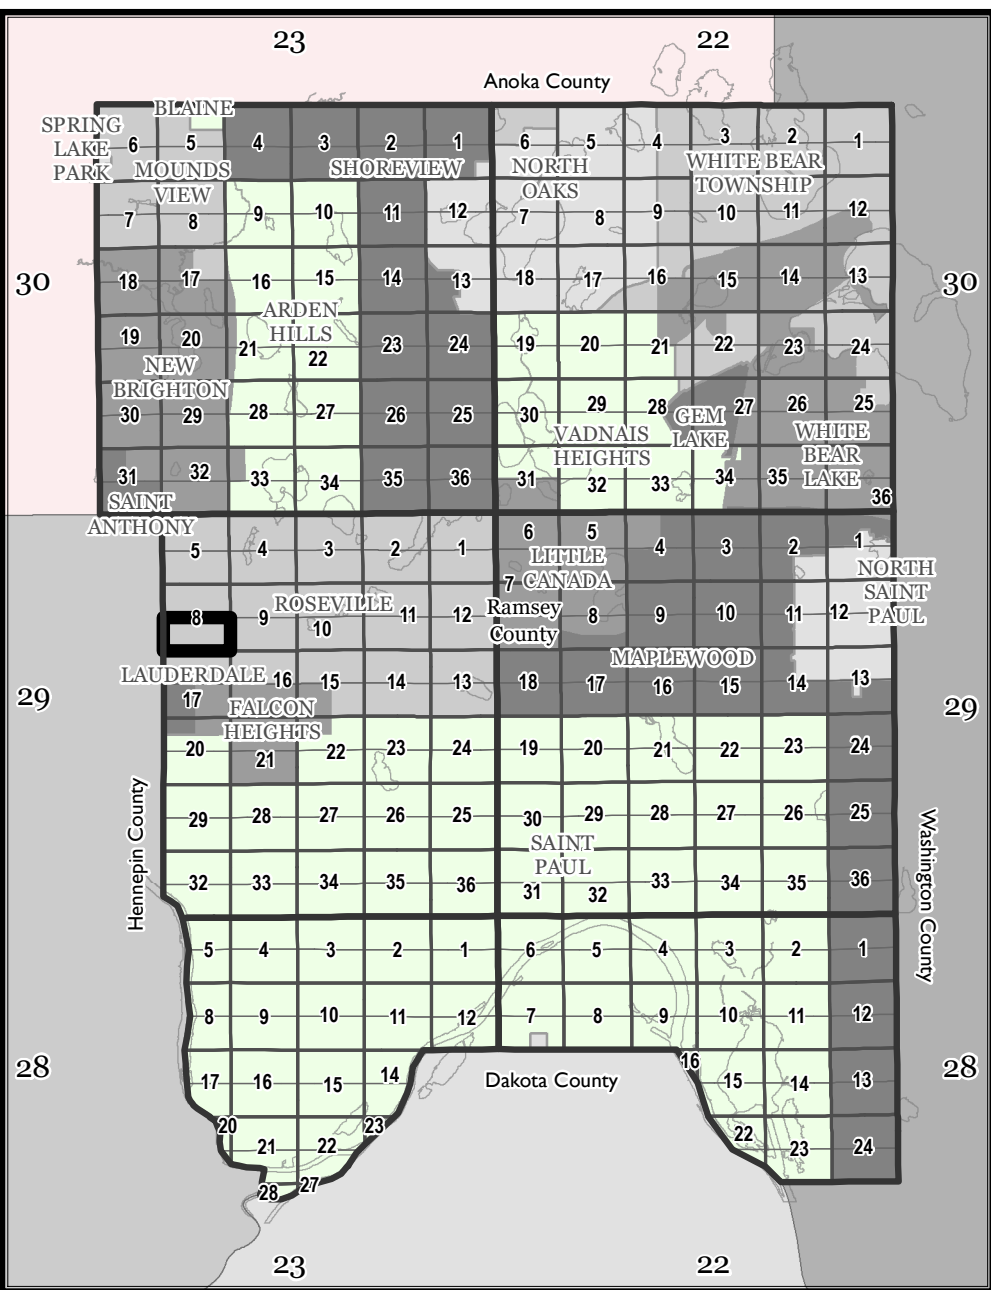 23 22
Anoka County
BLAINE
SPRING
LAKE
PARK
6 5 4 3 2 1 6 5 4 3 2 1
MOUNDS
VIEW
SHOREVIEW
NORTH
OAKS
WHITE BEAR
TOWNSHIP
7 8 9 10 11 12 7 8 9 10 11 12
30 18 17 16 15 14 13 18 17 16 15 14 13 30
ARDEN
HILLS
19 20 21 22 23 24 19 20 21 22 23 24
NEW
BRIGHTON
30 29 28 27 26 25 30 29 28 27 26 25
GEM
LAKE
VADNAIS
HEIGHTS
WHITE
BEAR
LAKE
31 32 33 34 35 36 31 32 33 34 35 36
SAINT
ANTHONY
5 4 3 2 1 6 5 4 3 2 1
LITTLE
CANADA
NORTH
SAINT
PAUL
8 9 10 11 12 7 8 9 10 11 12
ROSEVILLE
Ramsey
County
LAUDERDALE
MAPLEWOOD
29 17 16 15 14 13 18 17 16 15 14 13 29
FALCON
HEIGHTS
20 21 22 23 24 19 20 21 22 23 24
Hennepin County
29 28 27 26 25 30 29 28 27 26 25
Washington County
SAINT
PAUL
32 33 34 35 36 31 32 33 34 35 36
5 4 3 2 1 6 5 4 3 2 1
8 9 10 11 12 7 8 9 10 11 12
28 17 16 15 14 16 15 14 13 28
Dakota County
20 21 22 23 22 23 24
28 27
23 22